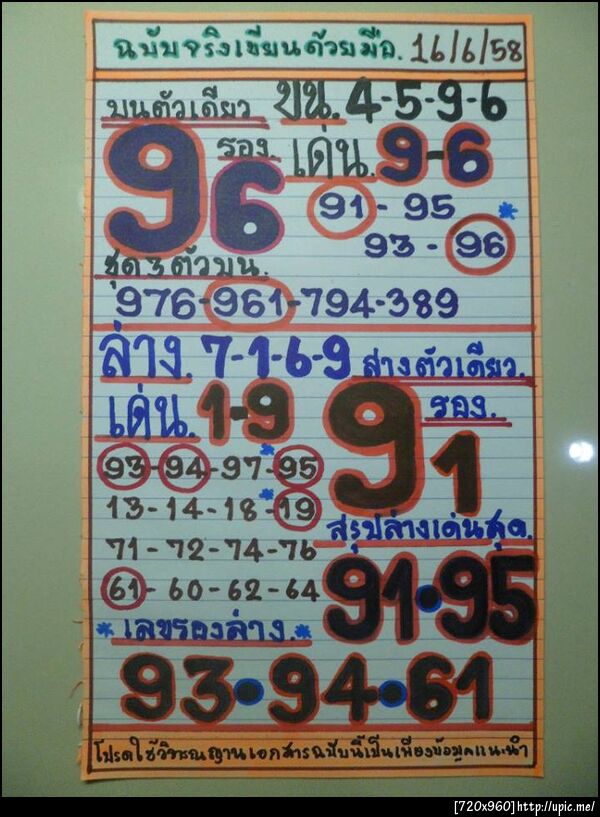 ฉบับจริงเขียนด้วยมือ. 16/6/58
บนตัวเดียว บน. 4-5-9-6
รอง. เด่น. 9-6
96
91 - 95
93 - 96
ชุด 3 ตัวบน.
976-961-794-389
ล่าง. 7-1-6-9 ล่างตัวเดียว.
เด่น. 1-9 รอง.
91
93-94-97-95
13-14-18-19
71-72-74-76
61-60-62-64
สรุปล่างเด่นสุด.
91•95
*เลขรองล่าง.*
93•94•61
โปรดใช้วิจารณญานเอกสารฉบับนี้เป็นเพียงข้อมูลแนะนำ
[720x960]http://upic.me/